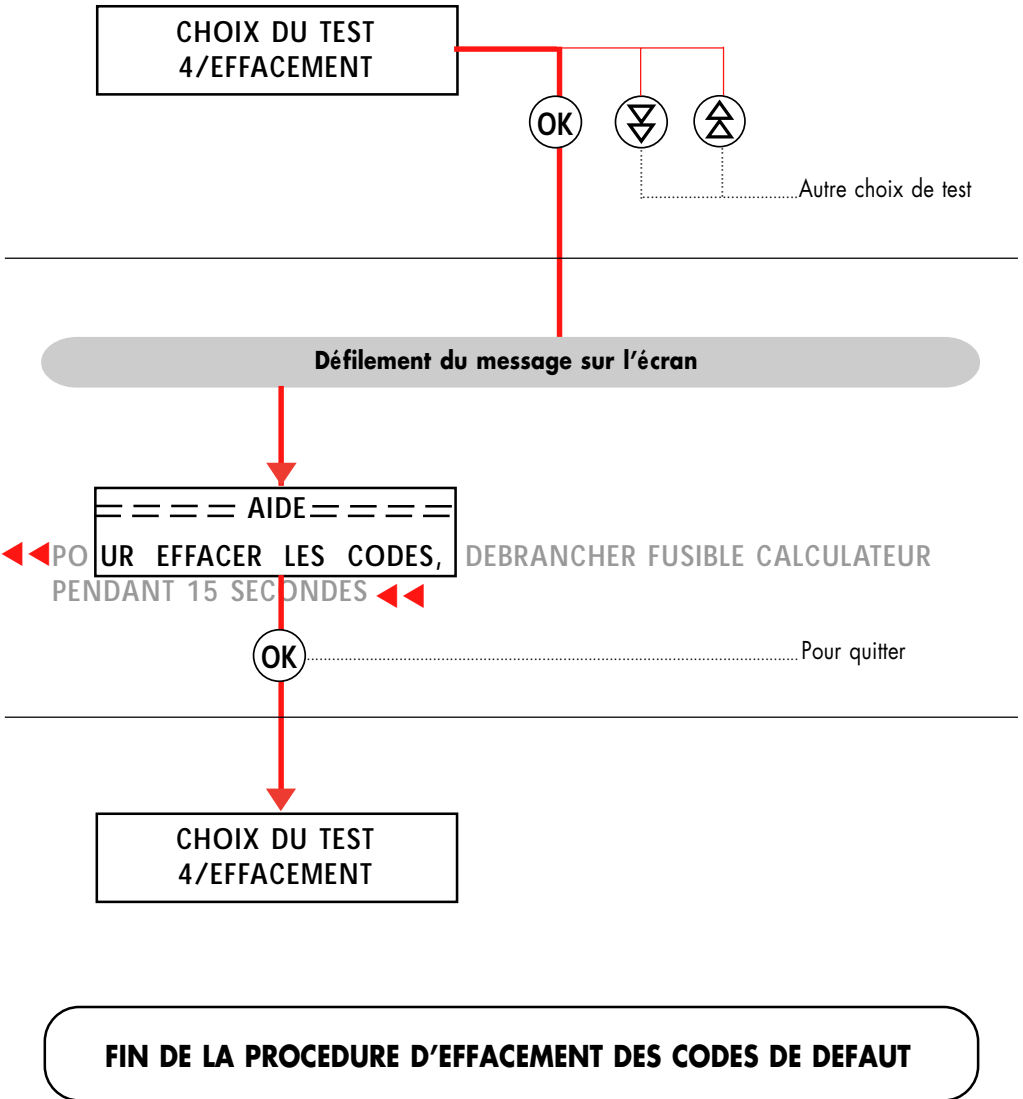 CHOIX DU TEST
4/EFFACEMENT
OK
Autre choix de test
Défilement du message sur l'écran
==== AIDE ====
POUR EFFACER LES CODES, DEBRANCHER FUSIBLE CALCULATEUR
PENDANT 15 SECONDES
OK
Pour quitter
CHOIX DU TEST
4/EFFACEMENT
FIN DE LA PROCEDURE D'EFFACEMENT DES CODES DE DEFAUT